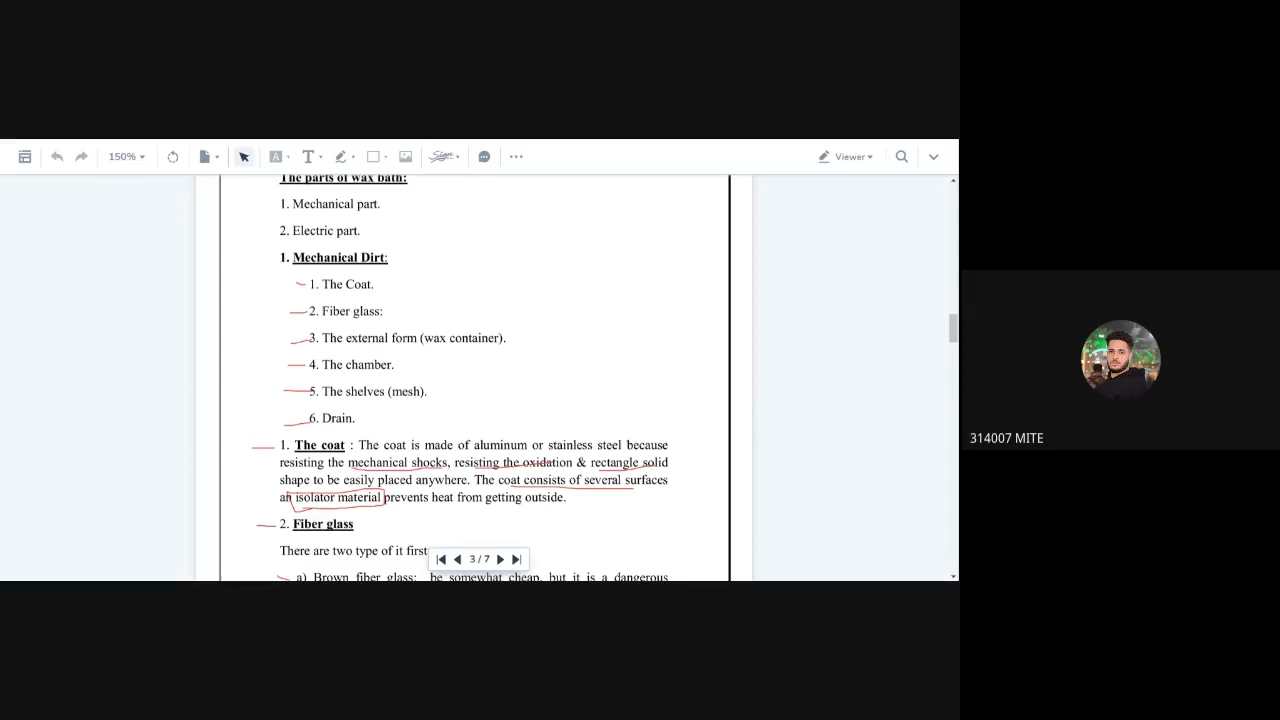 150%
Viewer
The parts of wax bath:
1. Mechanical part.
2. Electric part.
1. Mechanical Dirt:
1. The Coat.
2. Fiber glass:
3. The external form (wax container).
4. The chamber.
5. The shelves (mesh).
6. Drain.
1. The coat : The coat is made of aluminum or stainless steel because
resisting the mechanical shocks, resisting the oxidation & rectangle solid
shape to be easily placed anywhere. The coat consists of several surfaces
an isolator material prevents heat from getting outside.
2. Fiber glass
There are two type of it first
3 / 7
a) Brown fiber glass: be somewhat cheap, but it is a dangerous
314007 MITE